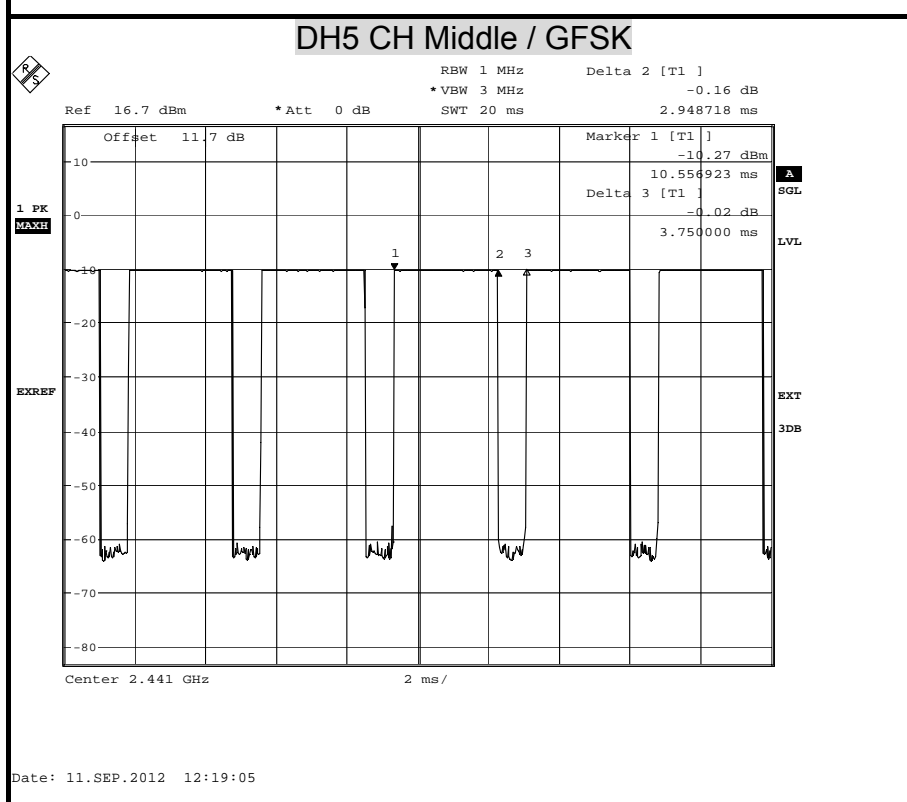 DH5 CH Middle / GFSK
R S
RBW 1 MHz Delta 2 [T1 ]
*VBW 3 MHz -0.16 dB
Ref 16.7 dBm *Att 0 dB SWT 20 ms 2.948718 ms
Offset 11.7 dB Marker 1 [T1 ]
-10.27 dBm
10
10.556923 ms A
Delta 3 [T1 ] SGL
1 PK -0.02 dB
0
MAXH 3.750000 ms
LVL
1 2 3
-10
-20
-30
EXREF EXT
-40 3DB
-50
-60
-70
-80
Center 2.441 GHz 2 ms/
Date: 11.SEP.2012 12:19:05